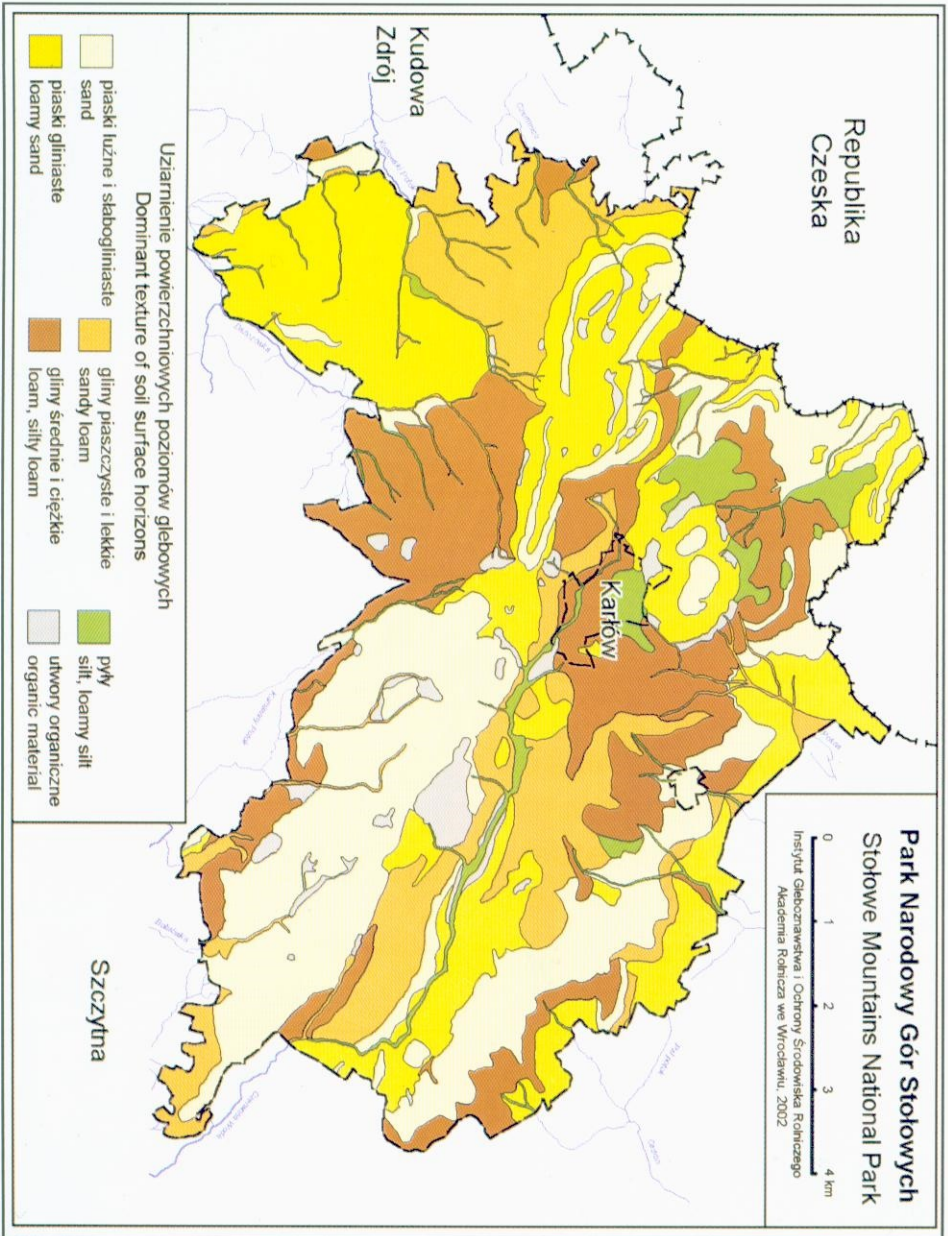 Park Narodowy Gór Stołowych
Stołowe Mountains National Park
0 1 2 3 4 km
Instytut Gleboznawstwa i Ochrony Środowiska Rolniczego
Akademia Rolnicza we Wrocławiu, 2002
Republika
Czeska
Kudowa
Zdrój
Karłów
Szczytna
Czerwona Woda
Uziarnienie powierzchniowych poziomów glebowych
Dominant texture of soil surface horizons
piaski luźne i słabogliniaste
sand
piaski gliniaste
loamy sand
gliny piaszczyste i lekkie
sandy loam
gliny średnie i ciężkie
loam, silty loam
pyły
silt, loamy silt
utwory organiczne
organic material